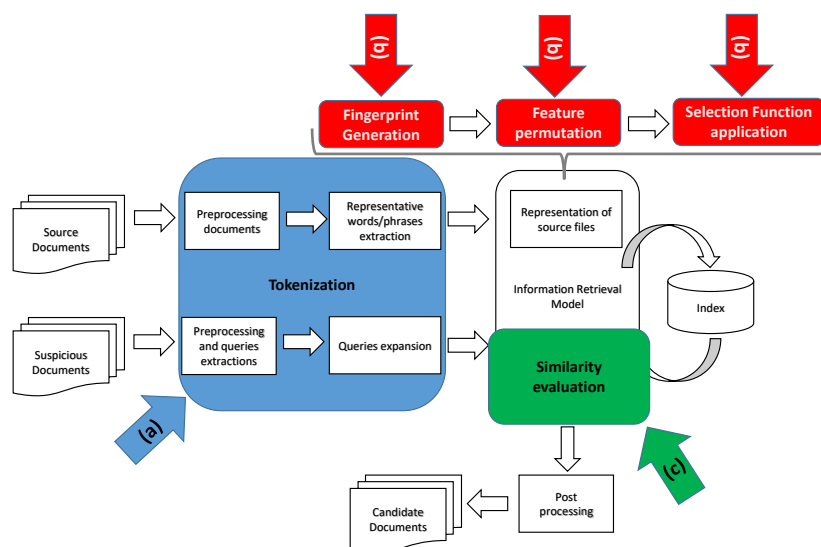 (b)
(b)
(b)
Fingerprint
Generation
Feature
permutation
Selection Function
application
Source
Documents
Preprocessing
documents
Representative
words/phrases
extraction
Representation of
source files
Tokenization
Information Retrieval
Model
Index
Suspicious
Documents
Preprocessing
and queries
extractions
Queries expansion
Similarity
evaluation
(a)
(c)
Candidate
Documents
Post
processing